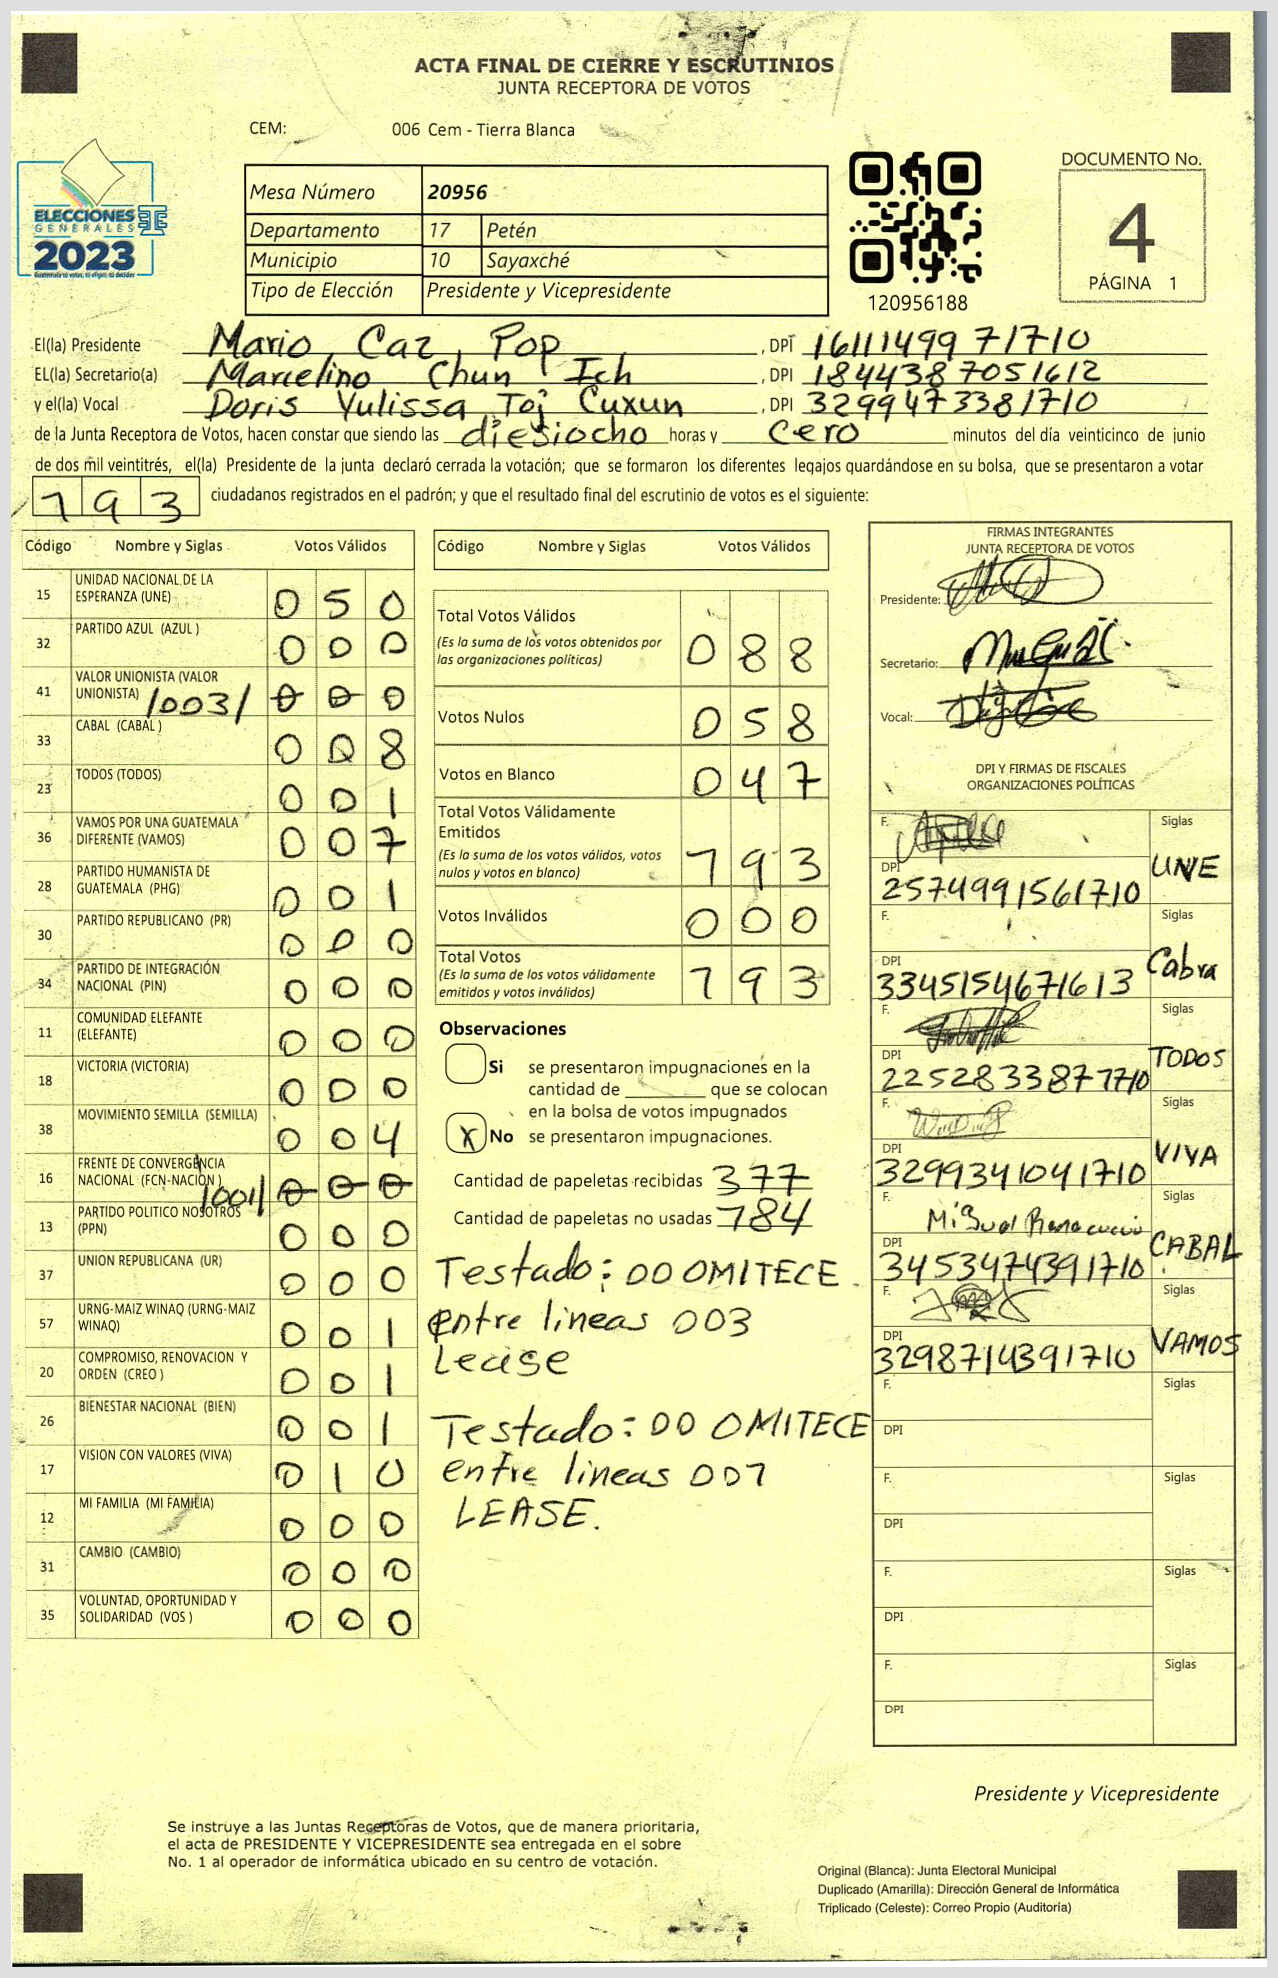 ACTA FINAL DE CIERRE Y ESCRUTINIOS
JUNTA RECEPTORA DE VOTOS
CEM: 006 Cem - Tierra Blanca
ELECCIONES
GENERALES
2023
Mesa Número 20956
Departamento 17 Petén
Municipio 10 Sayaxché
Tipo de Elección Presidente y Vicepresidente
120956188
DOCUMENTO No.
4
PÁGINA 1
El(la) Presidente Mario Caz Pop, DPI 1611149971710
EL(la) Secretario(a) Marcelino Chun Ich, DPI 1844387051612
y el(la) Vocal Doris Yulissa Toj Cuxun, DPI 3299473381710
de la Junta Receptora de Votos, hacen constar que siendo las diesiocho horas y cero minutos del día veinticinco de junio
de dos mil veintitrés, el(la) Presidente de la junta declaró cerrada la votación; que se formaron los diferentes legajos guardándose en su bolsa, que se presentaron a votar
193 ciudadanos registrados en el padrón; y que el resultado final del escrutinio de votos es el siguiente:
Código Nombre y Siglas Votos Válidos
15 UNIDAD NACIONAL DE LA ESPERANZA (UNE) 050
32 PARTIDO AZUL (AZUL ) 000
41 VALOR UNIONISTA (VALOR UNIONISTA) /003/ 000
33 CABAL (CABAL ) 008
23 TODOS (TODOS) 001
36 VAMOS POR UNA GUATEMALA DIFERENTE (VAMOS) 007
28 PARTIDO HUMANISTA DE GUATEMALA (PHG) 001
30 PARTIDO REPUBLICANO (PR) 000
34 PARTIDO DE INTEGRACIÓN NACIONAL (PIN) 000
11 COMUNIDAD ELEFANTE (ELEFANTE) 000
18 VICTORIA (VICTORIA) 000
38 MOVIMIENTO SEMILLA (SEMILLA) 004
16 FRENTE DE CONVERGENCIA NACIONAL (FCN-NACION ) /001/ 000
13 PARTIDO POLITICO NOSOTROS (PPN) 000
37 UNION REPUBLICANA (UR) 000
57 URNG-MAIZ WINAQ (URNG-MAIZ WINAQ) 001
20 COMPROMISO, RENOVACION Y ORDEN (CREO ) 001
26 BIENESTAR NACIONAL (BIEN) 001
17 VISION CON VALORES (VIVA) 010
12 MI FAMILIA (MI FAMILIA) 000
31 CAMBIO (CAMBIO) 000
35 VOLUNTAD, OPORTUNIDAD Y SOLIDARIDAD (VOS ) 000
Código Nombre y Siglas Votos Válidos
Total Votos Válidos 088
(Es la suma de los votos obtenidos por
las organizaciones políticas)
Votos Nulos 058
Votos en Blanco 047
Total Votos Válidamente
Emitidos 193
(Es la suma de los votos válidos, votos
nulos y votos en blanco)
Votos Inválidos 000
Total Votos 193
(Es la suma de los votos válidamente
emitidos y votos inválidos)
Observaciones
Si se presentaron impugnaciones en la
cantidad de ______ que se colocan
en la bolsa de votos impugnados
X No se presentaron impugnaciones.
Cantidad de papeletas recibidas 377
Cantidad de papeletas no usadas 184
Testado: 00 OMITECE
entre lineas 003
Lease
Testado: 00 OMITECE
entre lineas 001
LEASE.
FIRMAS INTEGRANTES
JUNTA RECEPTORA DE VOTOS
Presidente:
Secretario:
Vocal:
DPI Y FIRMAS DE FISCALES
ORGANIZACIONES POLÍTICAS
F. Siglas
DPI 2574991561710 UNE
F. Siglas
DPI 3345154671613 Cabra
F. Siglas
DPI 2252833877710 TODOS
F. Siglas
DPI 3299341041710 VIVA
F. Siglas
DPI 3453474391710 CABAL
F. Siglas
DPI 3298714391710 VAMOS
F. Siglas
DPI
F. Siglas
DPI
F. Siglas
DPI
F. Siglas
DPI
Presidente y Vicepresidente
Se instruye a las Juntas Receptoras de Votos, que de manera prioritaria,
el acta de PRESIDENTE Y VICEPRESIDENTE sea entregada en el sobre
No. 1 al operador de informática ubicado en su centro de votación.
Original (Blanca): Junta Electoral Municipal
Duplicado (Amarilla): Dirección General de Informática
Triplicado (Celeste): Correo Propio (Auditoría)